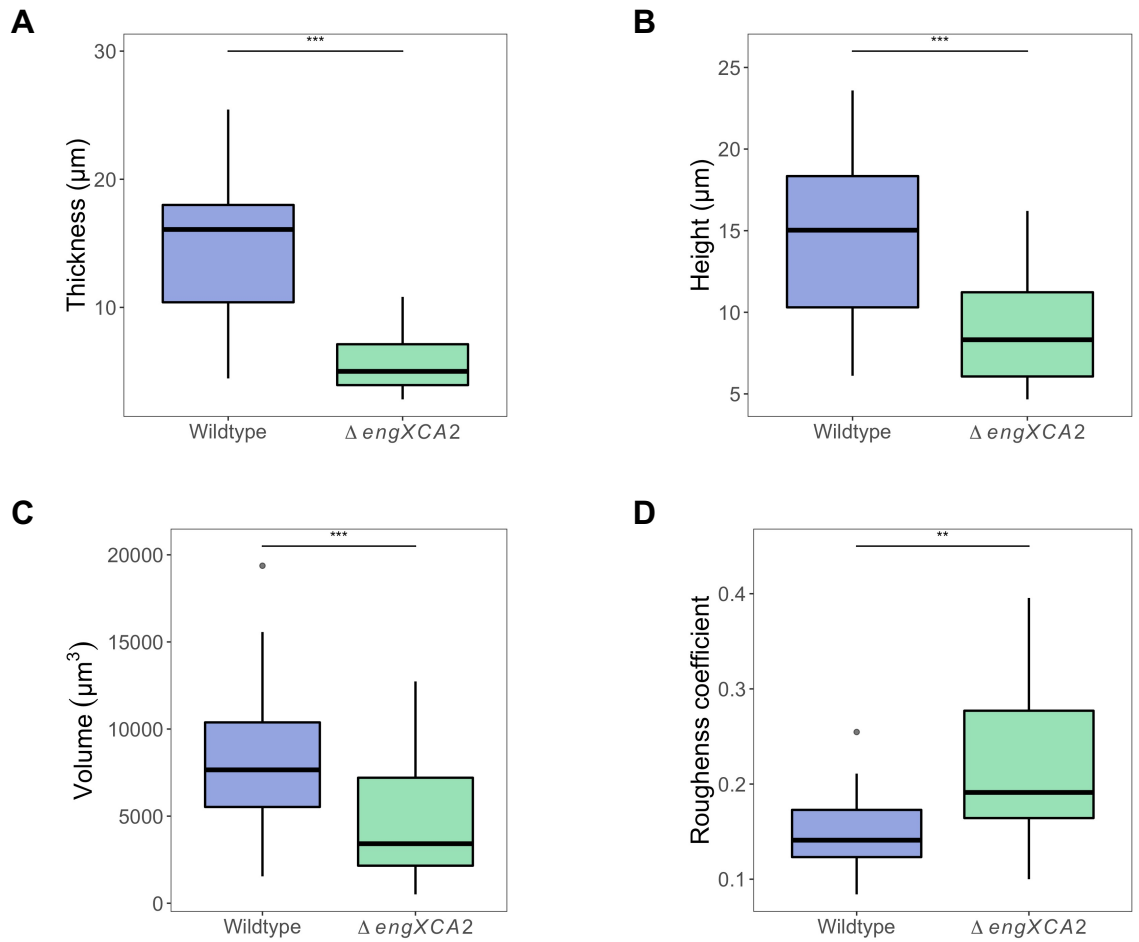 A
Thickness (µm)
30
20
10
***
Wildtype
Δ engXCA2
B
Height (µm)
25
20
15
10
5
***
Wildtype
Δ engXCA2
C
Volume (µm³)
20000
15000
10000
5000
0
***
Wildtype
Δ engXCA2
D
Roughenss coefficient
0.4
0.3
0.2
0.1
**
Wildtype
Δ engXCA2